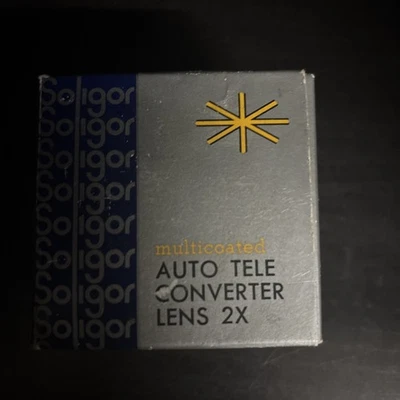 Soligor
Soligor
Soligor
Soligor
Soligor
Soligor
Soligor
multicoated
AUTO TELE
CONVERTER
LENS 2X